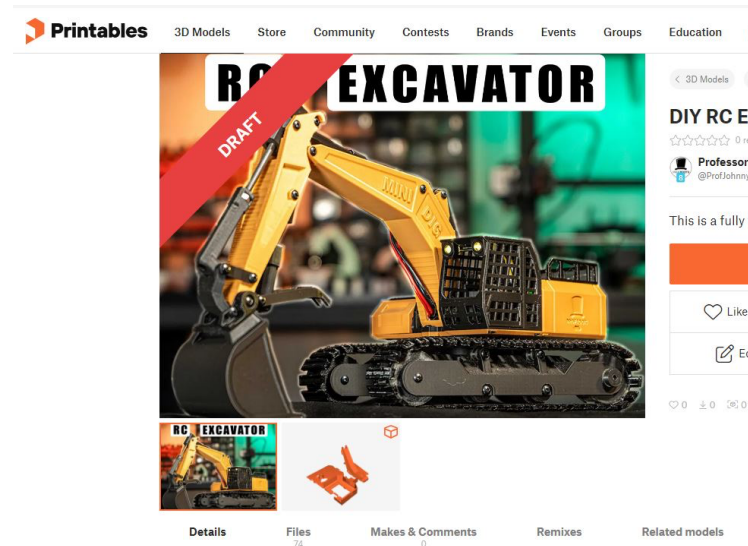 Printables
3D Models Store Community Contests Brands Events Groups Education
RC EXCAVATOR
DRAFT
MINI DIG
< 3D Models
DIY RC E
0 re
Professor
@ProfJohnny
This is a fully
Like
Ed
0 0 0
RC EXCAVATOR
Details Files Makes & Comments Remixes Related models
74 0